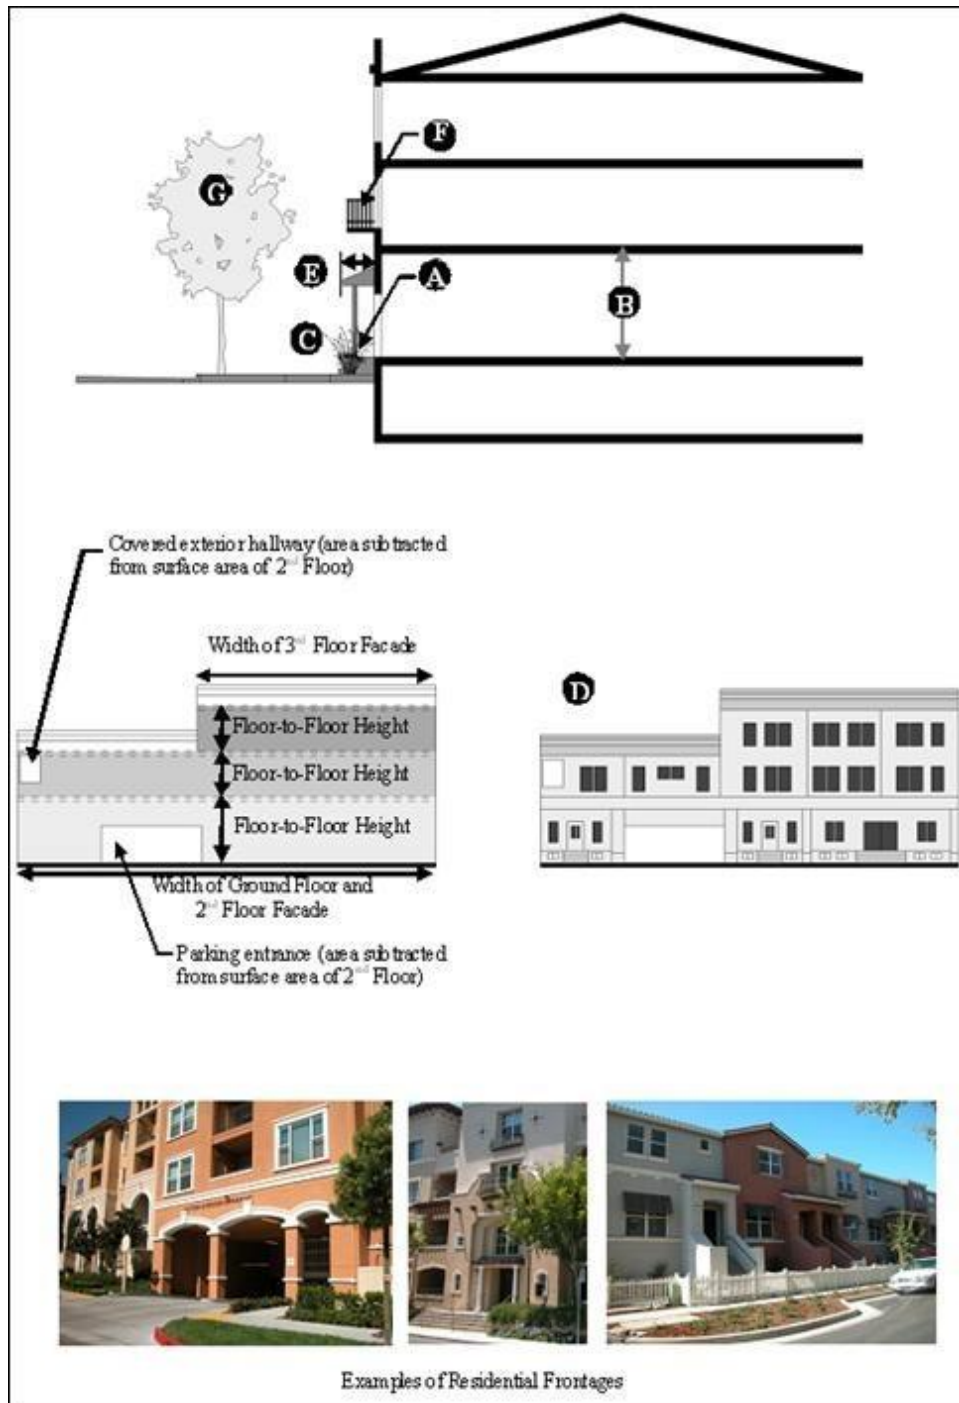 F
G
E
A
B
C
Covered exterior hallway (area subtracted
from surface area of 2nd Floor)
Width of 3rd Floor Facade
D
Floor-to-Floor Height
Floor-to-Floor Height
Floor-to-Floor Height
Width of Ground Floor and
2nd Floor Facade
Parking entrance (area subtracted
from surface area of 2nd Floor)
Examples of Residential Frontages